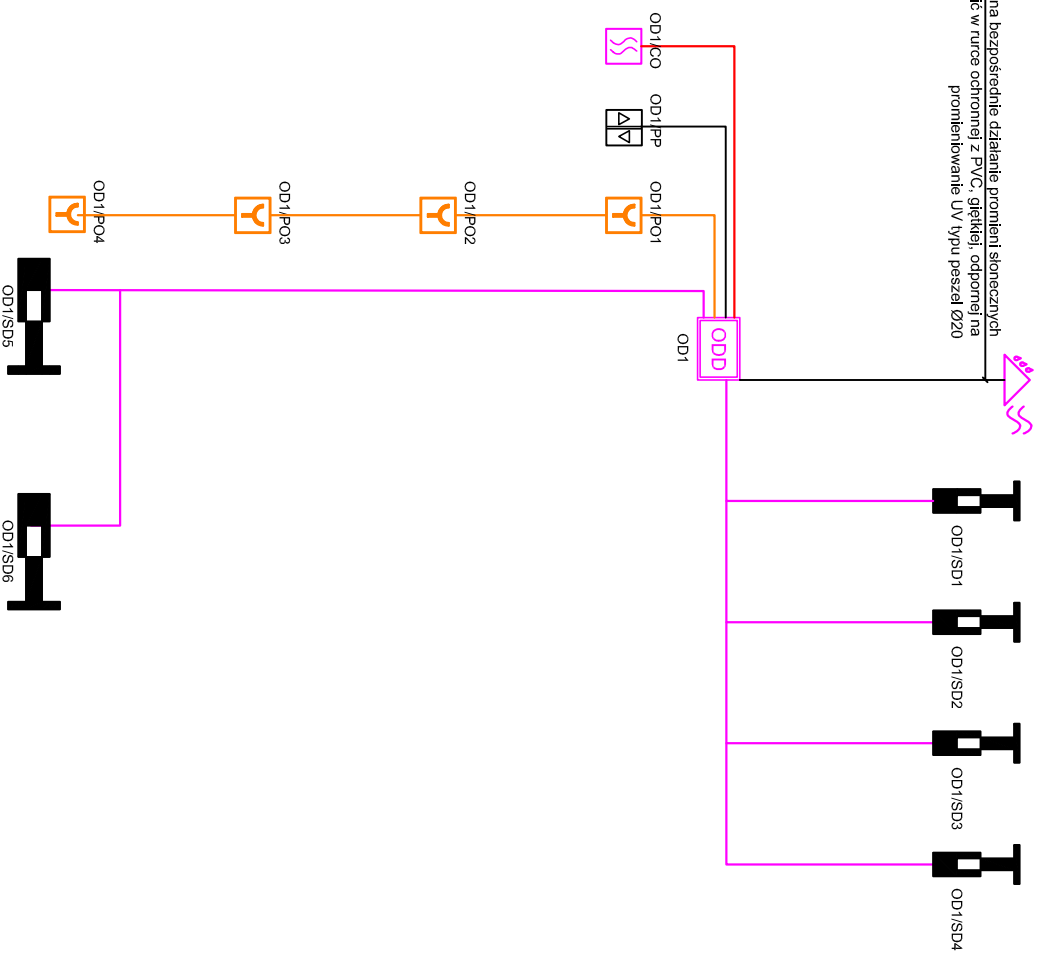 na bezpośrednie działanie promieni słonecznych
ić w rurce ochronnej z PVC, giętkiej, odpornej na
promieniowanie UV typu peszel Ø20
OD1/CO
OD1/PP
OD1/PO1
OD1/PO2
OD1/PO3
OD1/PO4
ODD
OD1
OD1/SD1
OD1/SD2
OD1/SD3
OD1/SD4
OD1/SD5
OD1/SD6